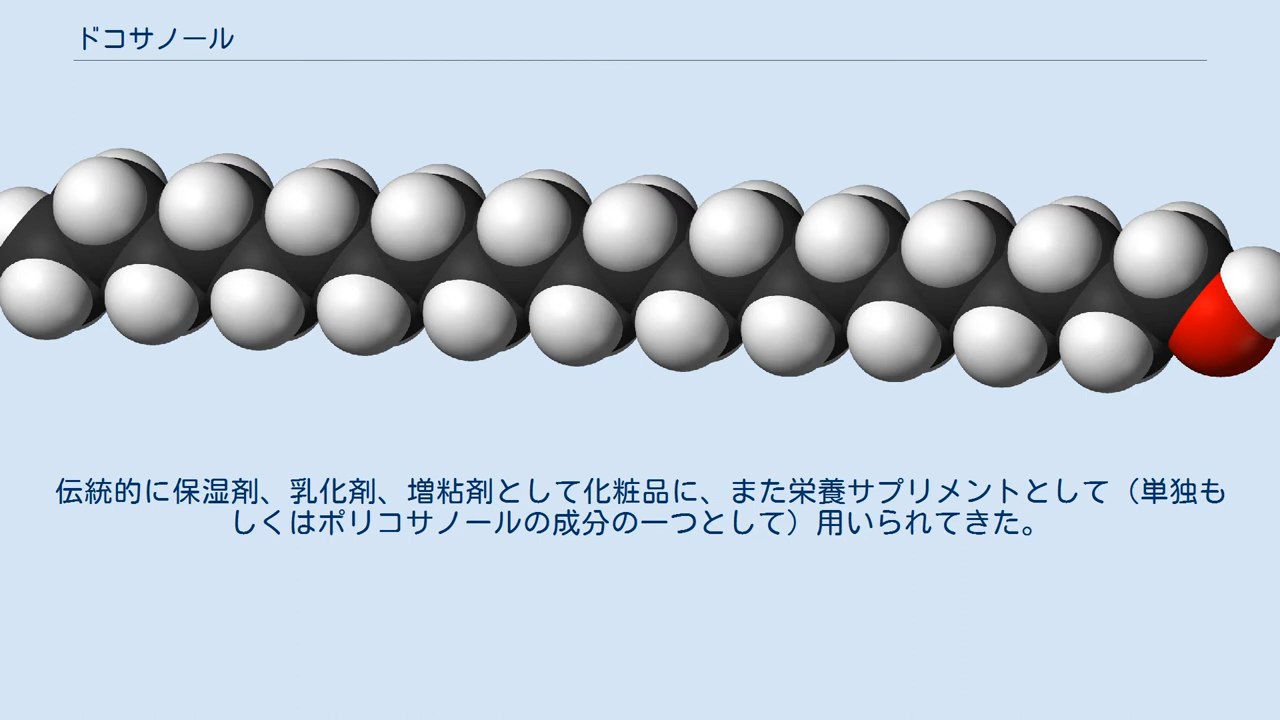 ドコサノール
伝統的に保湿剤、乳化剤、増粘剤として化粧品に、また栄養サプリメントとして（単独も
しくはポリコサノールの成分の一つとして）用いられてきた。